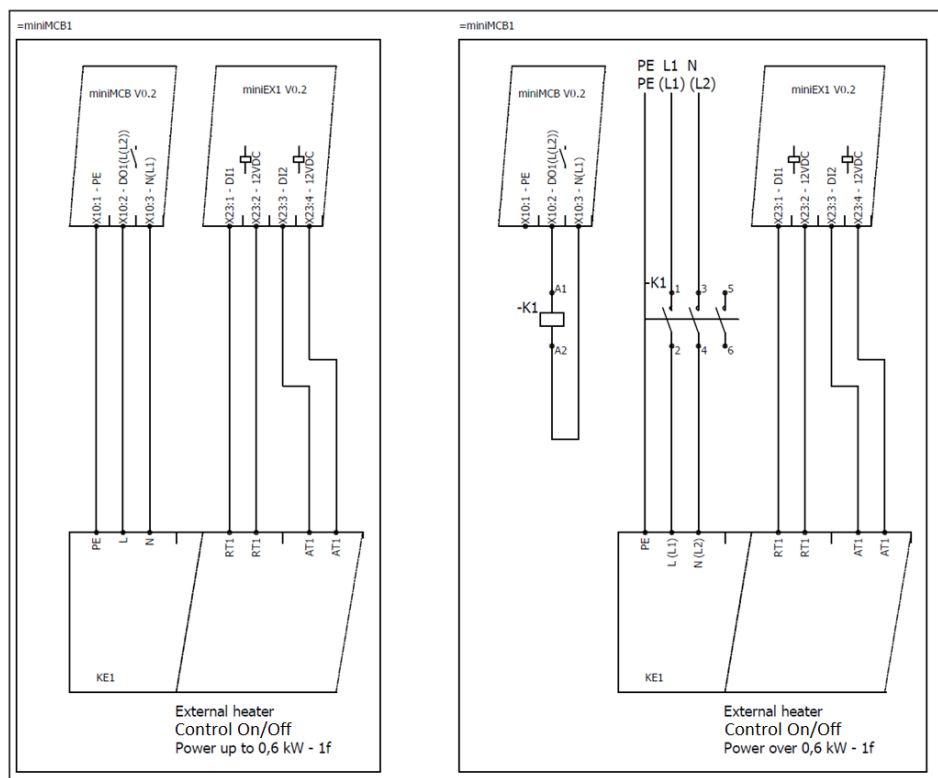 =miniMCB1
miniMCB V0.2
X10:1 - PE
X10:2 - DO1(L(L2))
X10:3 - N(L1)
miniEX1 V0.2
X23:1 - DI1
X23:2 - 12VDC
X23:3 - DI2
X23:4 - 12VDC
PE
L
N
RT1
RT1
AT1
AT1
KE1
External heater
Control On/Off
Power up to 0,6 kW - 1f
=miniMCB1
miniMCB V0.2
X10:1 - PE
X10:2 - DO1(L(L2))
X10:3 - N(L1)
PE L1 N
PE (L1) (L2)
miniEX1 V0.2
X23:1 - DI1
X23:2 - 12VDC
X23:3 - DI2
X23:4 - 12VDC
-K1
A1
A2
-K1
1
3
5
2
4
6
PE
L (L1)
N (L2)
RT1
RT1
AT1
AT1
KE1
External heater
Control On/Off
Power over 0,6 kW - 1f